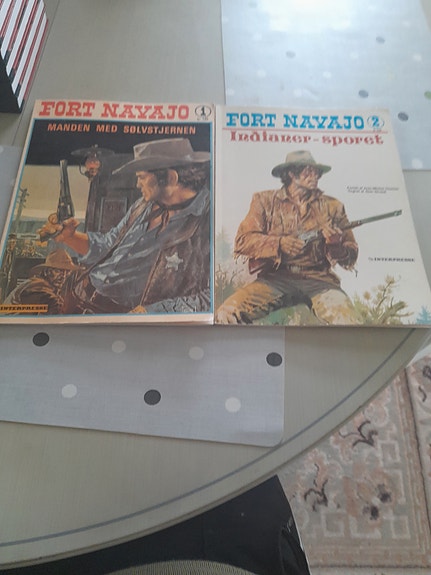 FORT NAVAJO 1
MANDEN MED SØLVSTJERNEN
INTERPRESSE
FORT NAVAJO 2
Indianer-sporet
INTERPRESSE